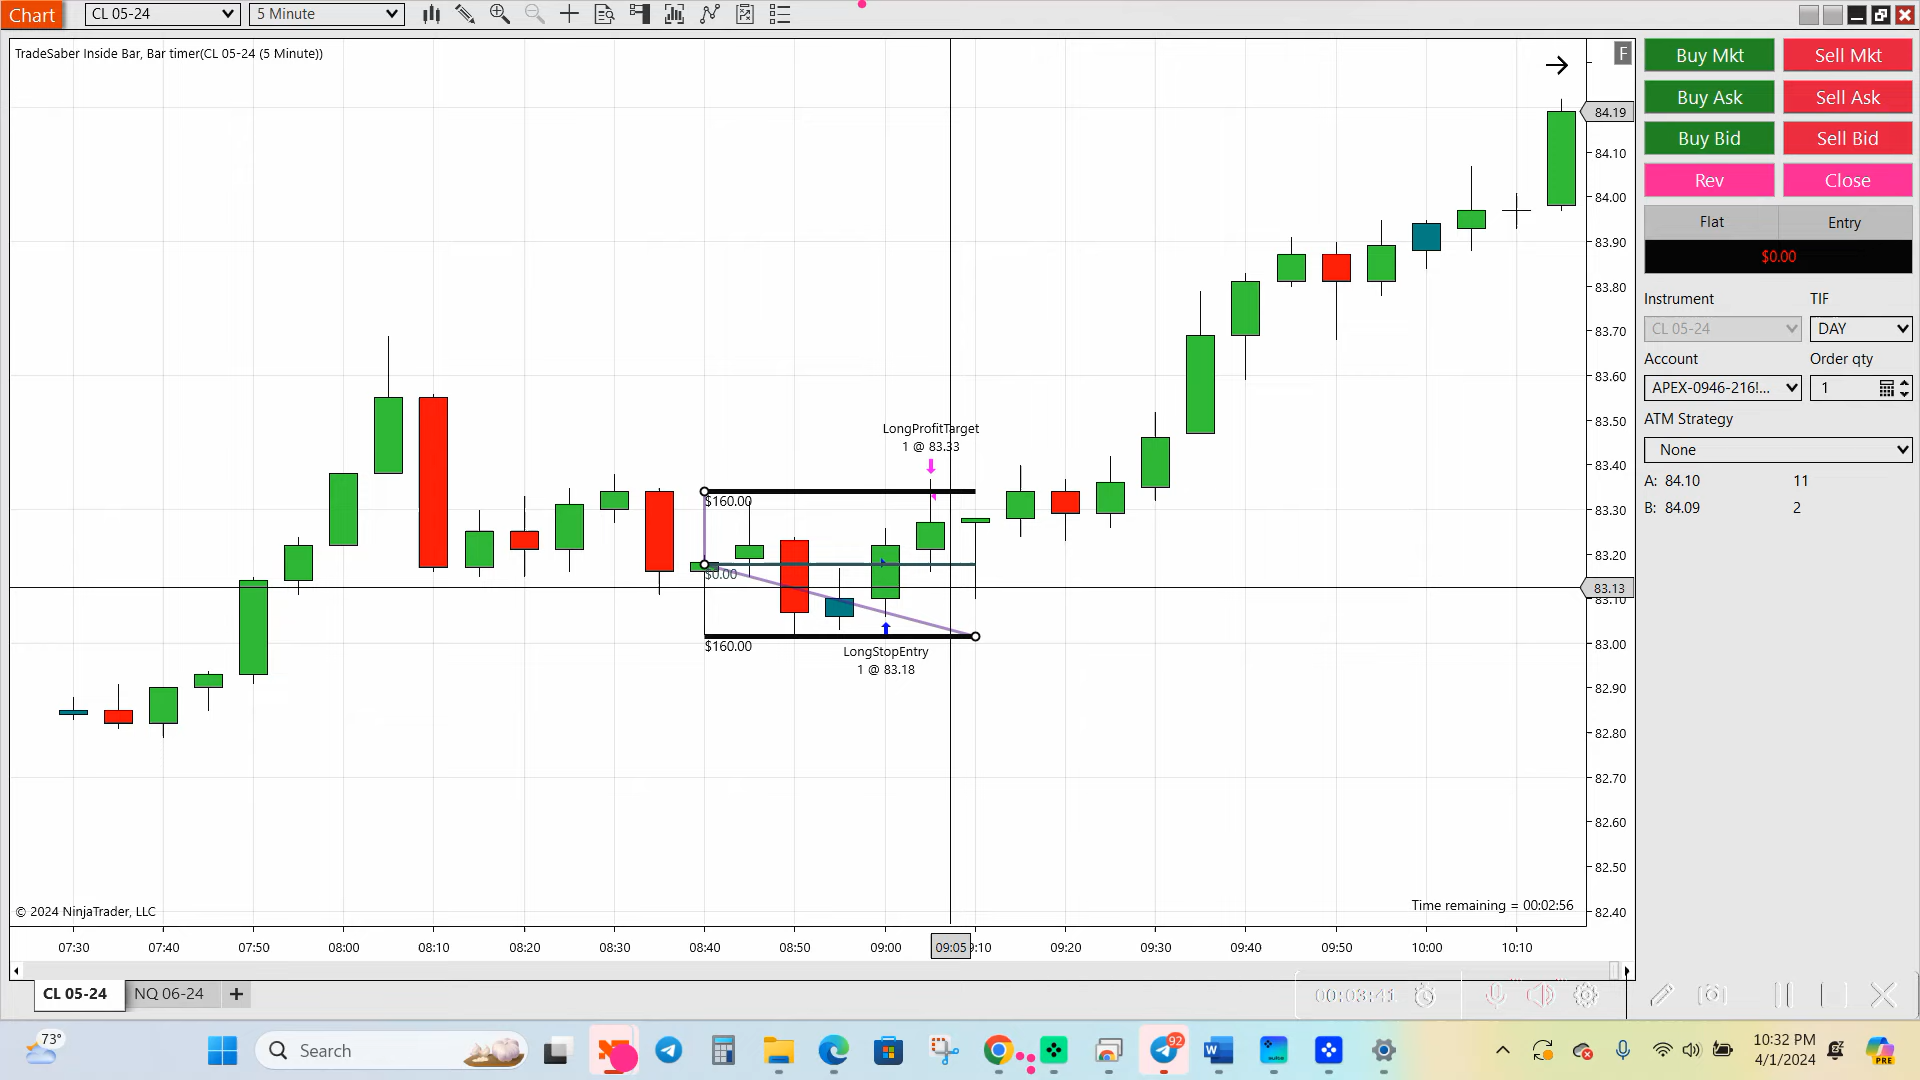 Chart
CL 05-24
5 Minute
TradeSaber Inside Bar, Bar timer(CL 05-24 (5 Minute))
F
Buy Mkt
Sell Mkt
Buy Ask
Sell Ask
Buy Bid
Sell Bid
Rev
Close
Flat
Entry
$0.00
Instrument
TIF
CL 05-24
DAY
Account
Order qty
APEX-0946-216!...
1
ATM Strategy
None
A: 84.10
11
B: 84.09
2
84.19
84.10
84.00
83.90
83.80
83.70
83.60
83.50
83.40
83.30
83.20
83.13
83.10
83.00
82.90
82.80
82.70
82.60
82.50
82.40
LongProfitTarget
1 @ 83.33
$160.00
$0.00
$160.00
LongStopEntry
1 @ 83.18
© 2024 NinjaTrader, LLC
Time remaining = 00:02:56
07:30
07:40
07:50
08:00
08:10
08:20
08:30
08:40
08:50
09:00
09:05
09:20
09:30
09:40
09:50
10:00
10:10
CL 05-24
NQ 06-24
+
00:03:41
73°
Search
92
10:32 PM
4/1/2024
PRE